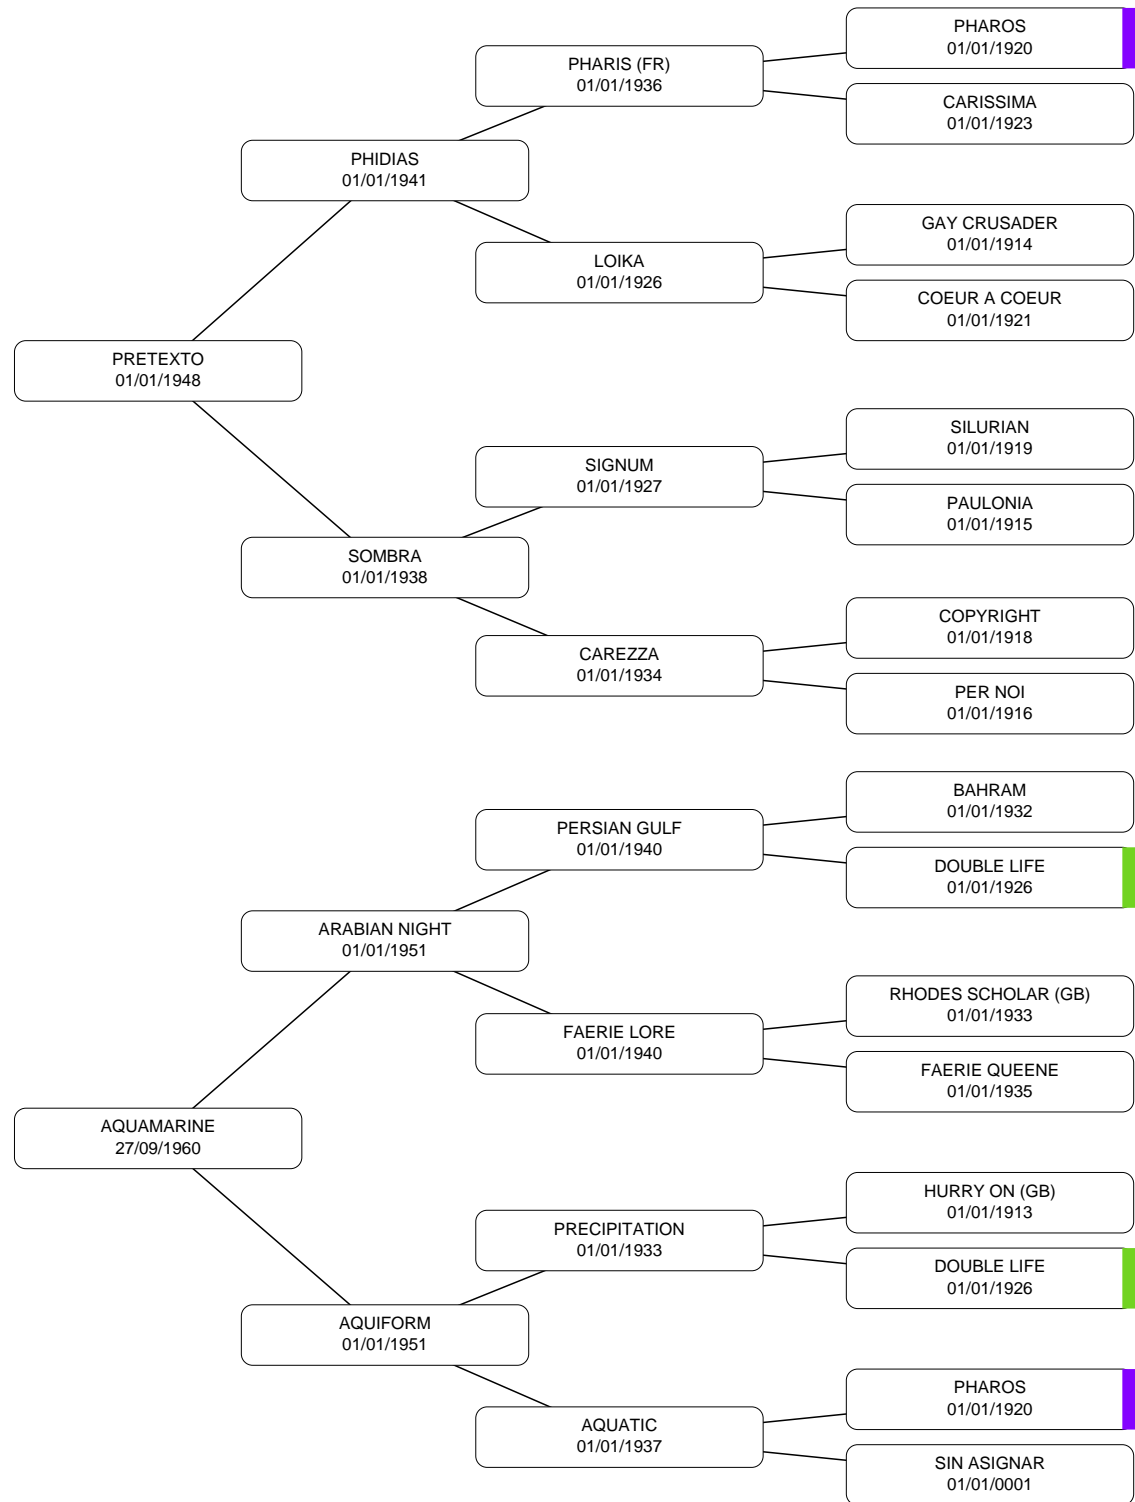 PHAROS
01/01/1920
PHARIS (FR)
01/01/1936
CARISSIMA
01/01/1923
PHIDIAS
01/01/1941
GAY CRUSADER
01/01/1914
LOIKA
01/01/1926
COEUR A COEUR
01/01/1921
PRETEXTO
01/01/1948
SILURIAN
01/01/1919
SIGNUM
01/01/1927
PAULONIA
01/01/1915
SOMBRA
01/01/1938
COPYRIGHT
01/01/1918
CAREZZA
01/01/1934
PER NOI
01/01/1916
BAHRAM
01/01/1932
PERSIAN GULF
01/01/1940
DOUBLE LIFE
01/01/1926
ARABIAN NIGHT
01/01/1951
RHODES SCHOLAR (GB)
01/01/1933
FAERIE LORE
01/01/1940
FAERIE QUEENE
01/01/1935
AQUAMARINE
27/09/1960
HURRY ON (GB)
01/01/1913
PRECIPITATION
01/01/1933
DOUBLE LIFE
01/01/1926
AQUIFORM
01/01/1951
PHAROS
01/01/1920
AQUATIC
01/01/1937
SIN ASIGNAR
01/01/0001